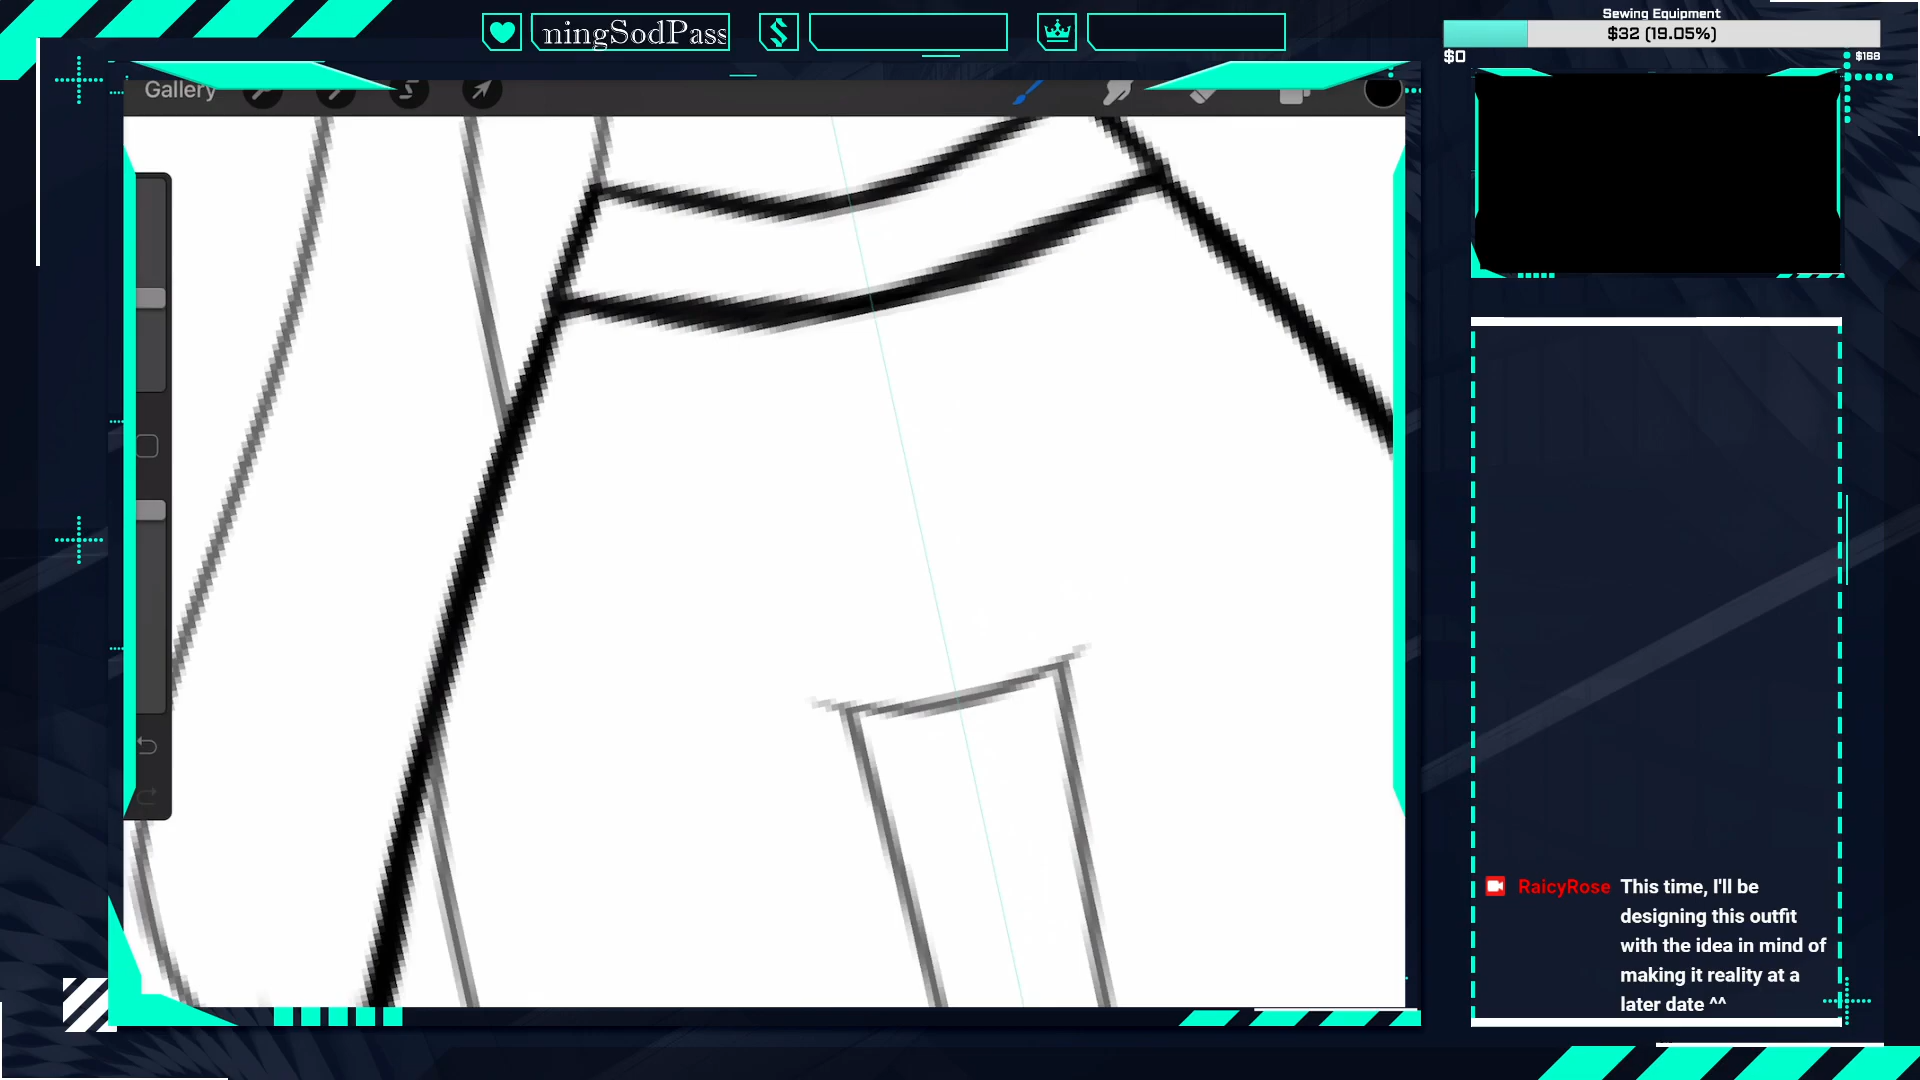 ningSodPass
Sewing Equipment
$32 (19.05%)
$0
$168
Gallery
RaicyRose This time, I'll be
designing this outfit
with the idea in mind of
making it reality at a
later date ^^